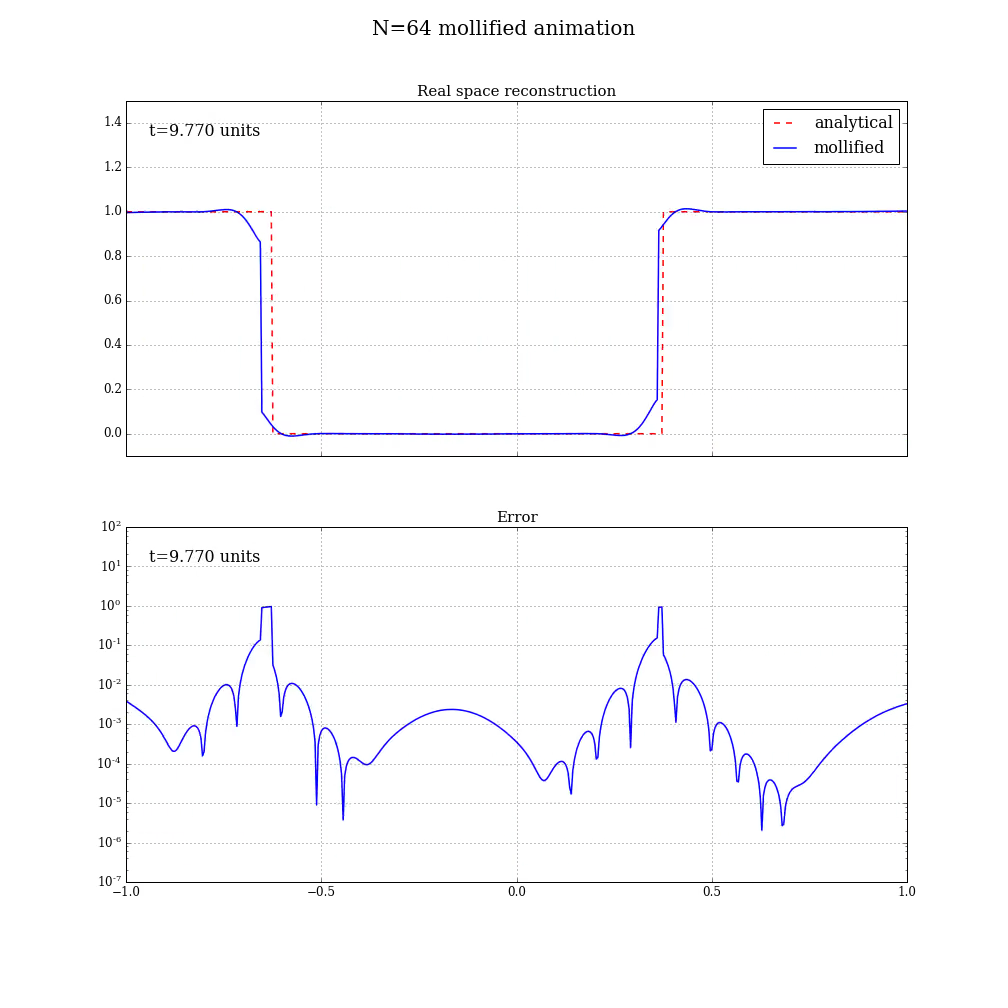 N=64 mollified animation
Real space reconstruction
t=9.770 units
analytical
mollified
1.4
1.2
1.0
0.8
0.6
0.4
0.2
0.0
Error
t=9.770 units
10²
10¹
10⁰
10⁻¹
10⁻²
10⁻³
10⁻⁴
10⁻⁵
10⁻⁶
10⁻⁷
−1.0 −0.5 0.0 0.5 1.0